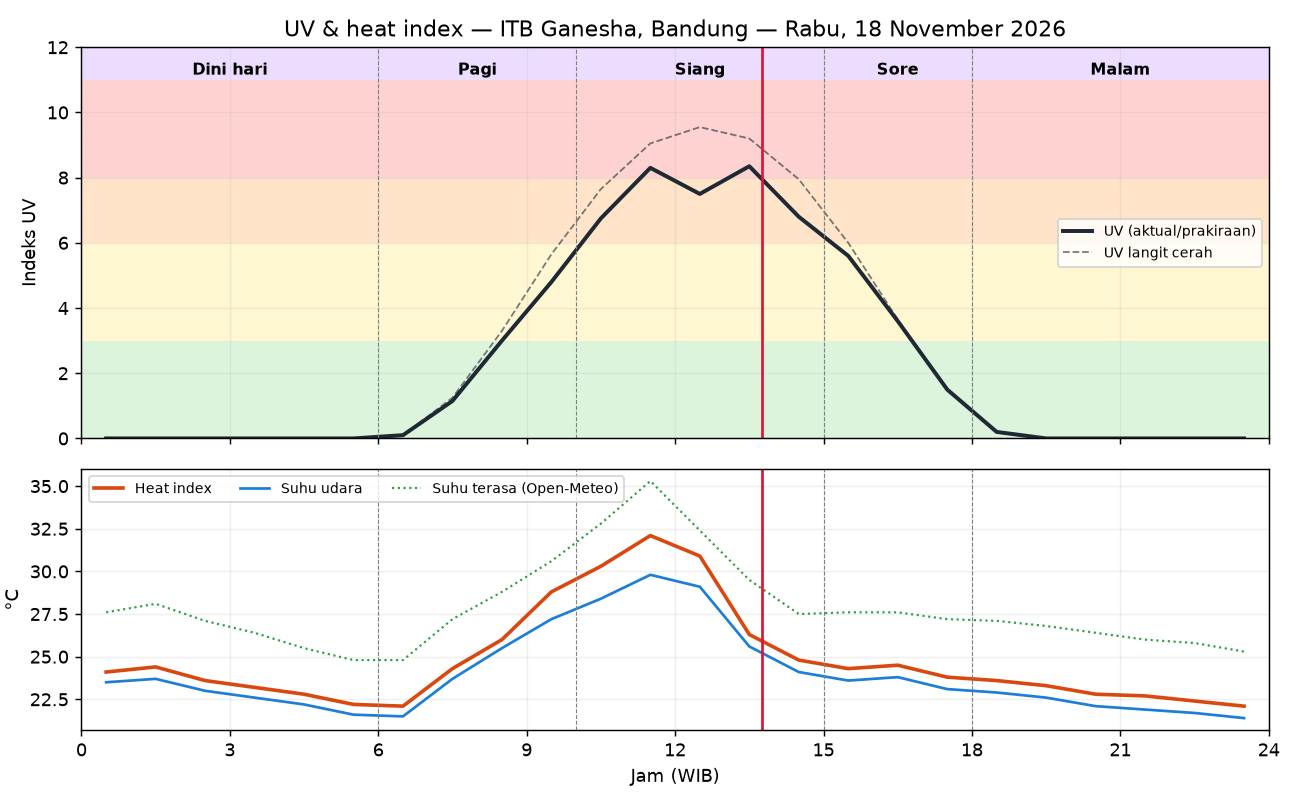 UV & heat index — ITB Ganesha, Bandung — Rabu, 18 November 2026
12
10
8
6
4
2
0
Indeks UV
Dini hari
Pagi
Siang
Sore
Malam
UV (aktual/prakiraan)
UV langit cerah
35.0
32.5
30.0
27.5
25.0
22.5
°C
Heat index
Suhu udara
Suhu terasa (Open-Meteo)
0 3 6 9 12 15 18 21 24
Jam (WIB)